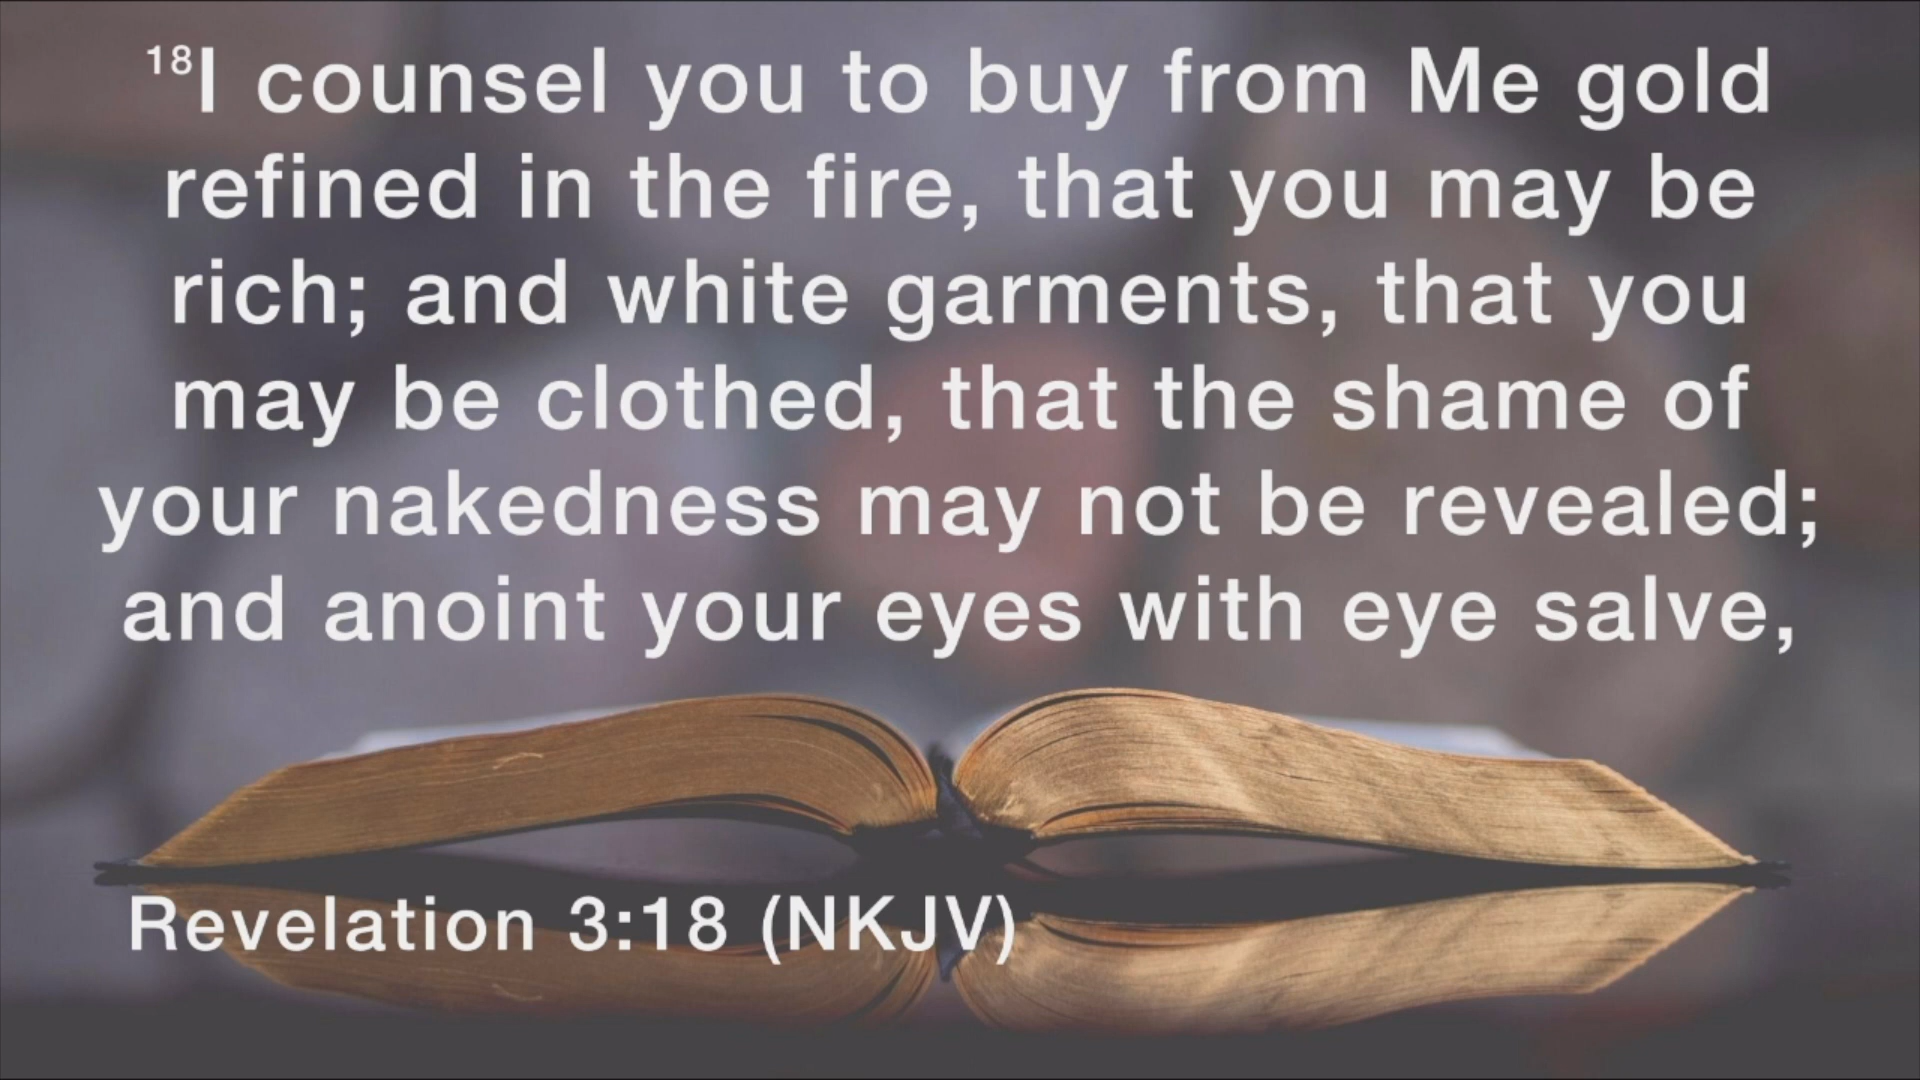 18I counsel you to buy from Me gold
refined in the fire, that you may be
rich; and white garments, that you
may be clothed, that the shame of
your nakedness may not be revealed;
and anoint your eyes with eye salve,
Revelation 3:18 (NKJV)